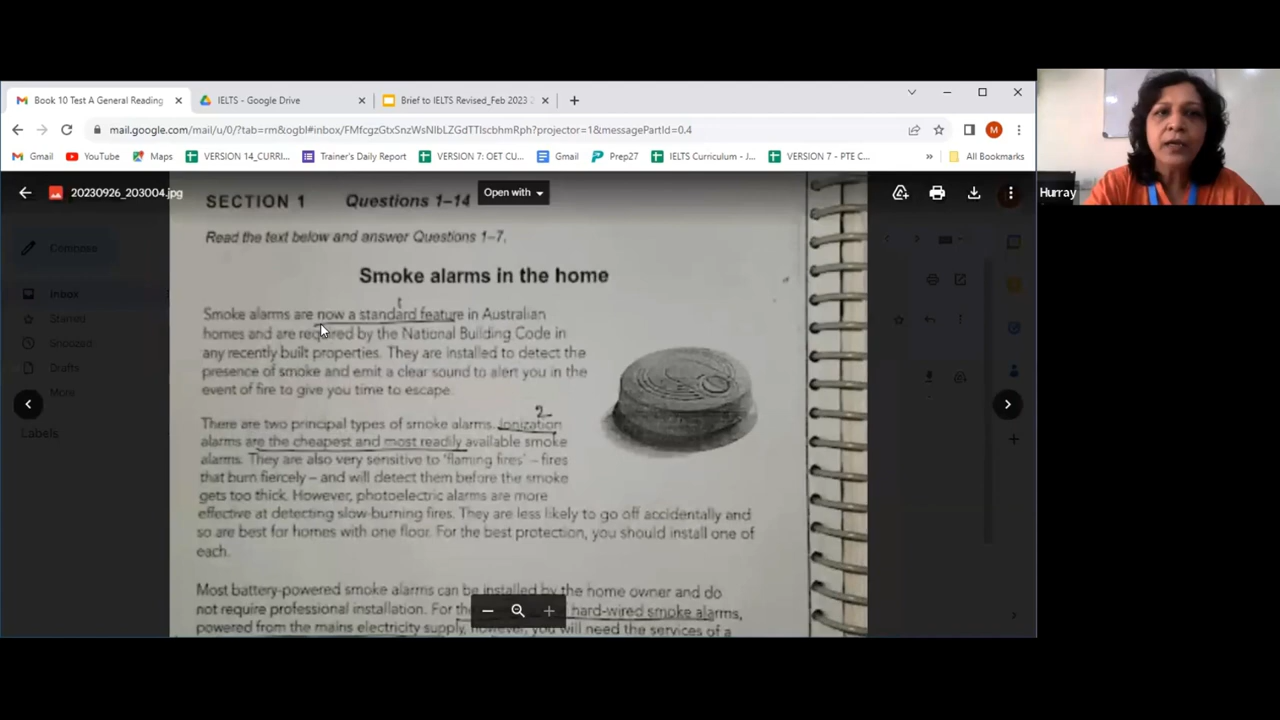 Book 10 Test A General Reading
IELTS - Google Drive
Brief to IELTS Revised_Feb 2023
mail.google.com/mail/u/0/?tab=rm&ogbl#inbox/FMfcgzGtxSnzWsNlbLZGdTTlscbhmRph?projector=1&messagePartId=0.4
M
Gmail
YouTube
Maps
VERSION 14_CURRI...
Trainer's Daily Report
VERSION 7: OET CU...
Gmail
Prep27
IELTS Curriculum - J...
VERSION 7 - PTE C...
»
All Bookmarks
20230926_203004.jpg
Open with
Hurray
Compose
Inbox
Starred
Snoozed
Drafts
More
Labels
SECTION 1 Questions 1–14
Read the text below and answer Questions 1–7.
Smoke alarms in the home
1
Smoke alarms are now a standard feature in Australian
homes and are required by the National Building Code in
any recently built properties. They are installed to detect the
presence of smoke and emit a clear sound to alert you in the
event of fire to give you time to escape.
2
There are two principal types of smoke alarms. Ionization
alarms are the cheapest and most readily available smoke
alarms. They are also very sensitive to 'flaming fires' – fires
that burn fiercely – and will detect them before the smoke
gets too thick. However, photoelectric alarms are more
effective at detecting slow-burning fires. They are less likely to go off accidentally and
so are best for homes with one floor. For the best protection, you should install one of
each.
Most battery-powered smoke alarms can be installed by the home owner and do
not require professional installation. For the hard-wired smoke alarms,
powered from the mains electricity supply, however, you will need the services of a